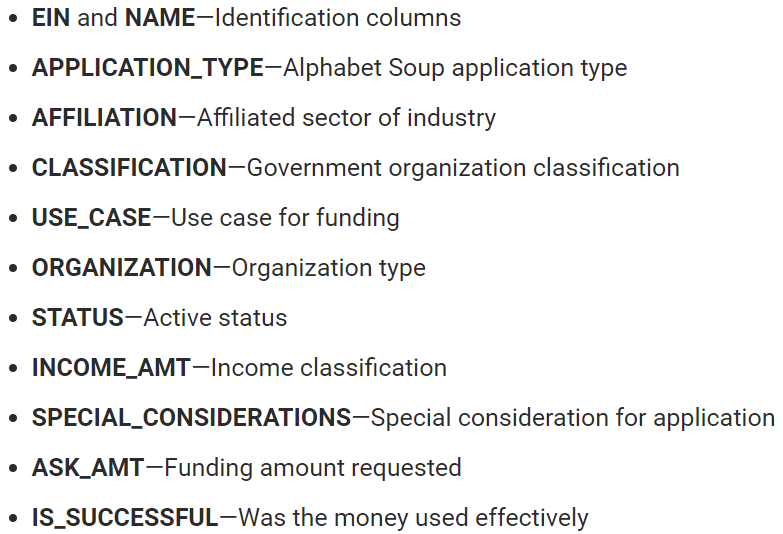 • EIN and NAME—Identification columns
• APPLICATION_TYPE—Alphabet Soup application type
• AFFILIATION—Affiliated sector of industry
• CLASSIFICATION—Government organization classification
• USE_CASE—Use case for funding
• ORGANIZATION—Organization type
• STATUS—Active status
• INCOME_AMT—Income classification
• SPECIAL_CONSIDERATIONS—Special consideration for application
• ASK_AMT—Funding amount requested
• IS_SUCCESSFUL—Was the money used effectively